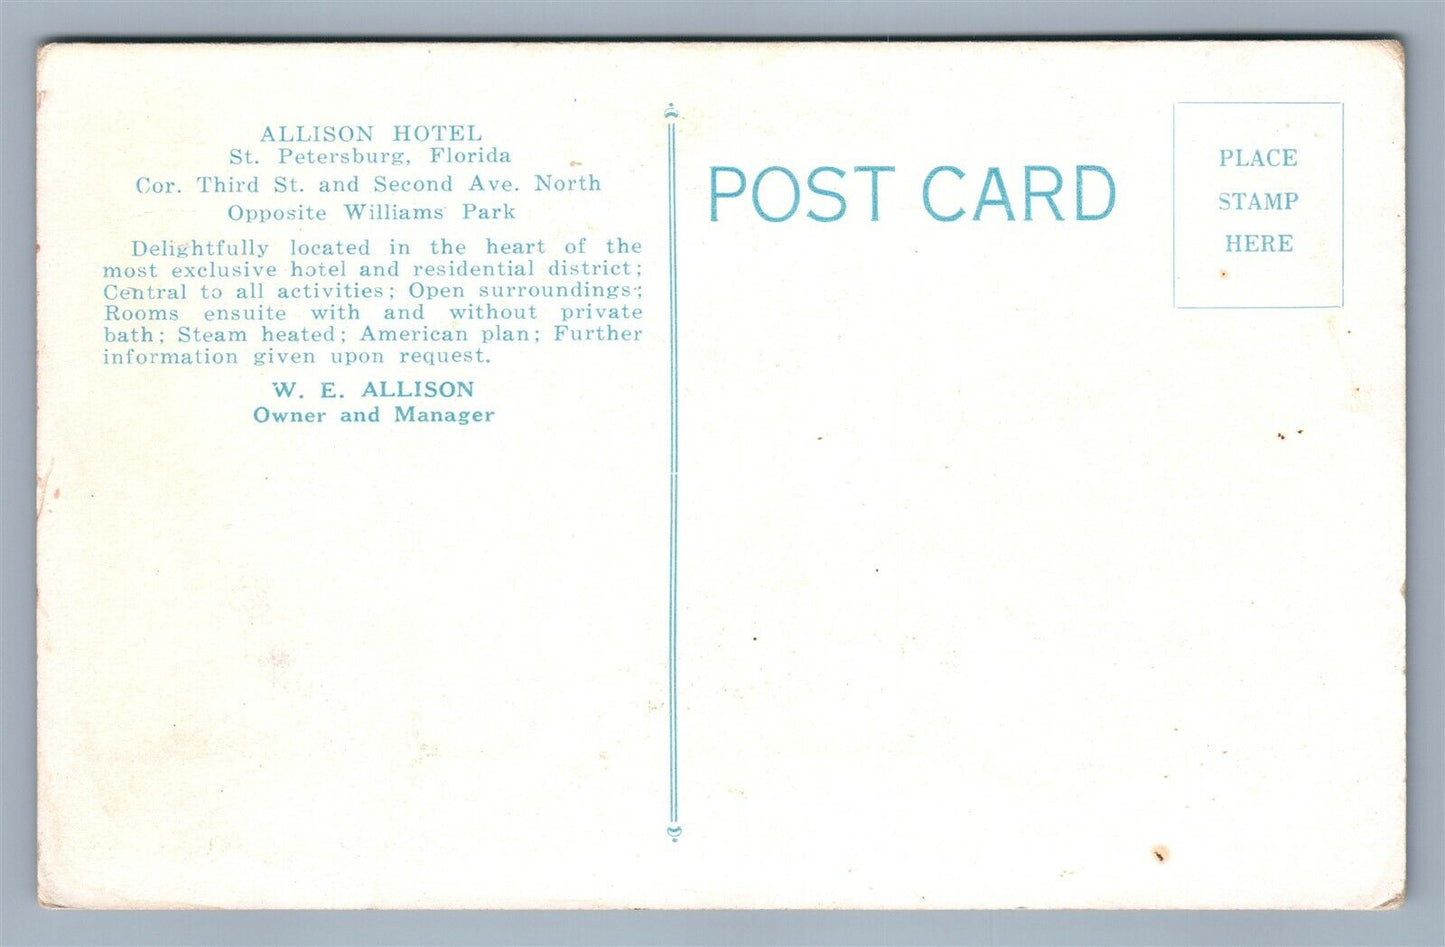 ALLISON HOTEL
St. Petersburg, Florida
Cor. Third St. and Second Ave. North
Opposite Williams Park
Delightfully located in the heart of the
most exclusive hotel and residential district;
Central to all activities; Open surroundings;
Rooms ensuite with and without private
bath; Steam heated; American plan; Further
information given upon request.
W. E. ALLISON
Owner and Manager
POST CARD
PLACE
STAMP
HERE